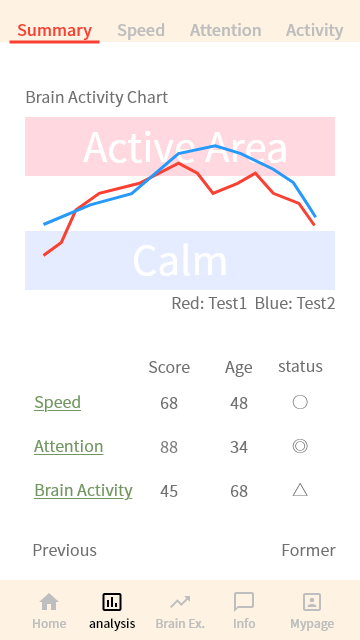 Summary Speed Attention Activity
Brain Activity Chart
Active Area
Calm
Red: Test1 Blue: Test2
Score Age status
Speed 68 48 ○
Attention 88 34 ◎
Brain Activity 45 68 △
Previous Former
Home analysis Brain Ex. Info Mypage